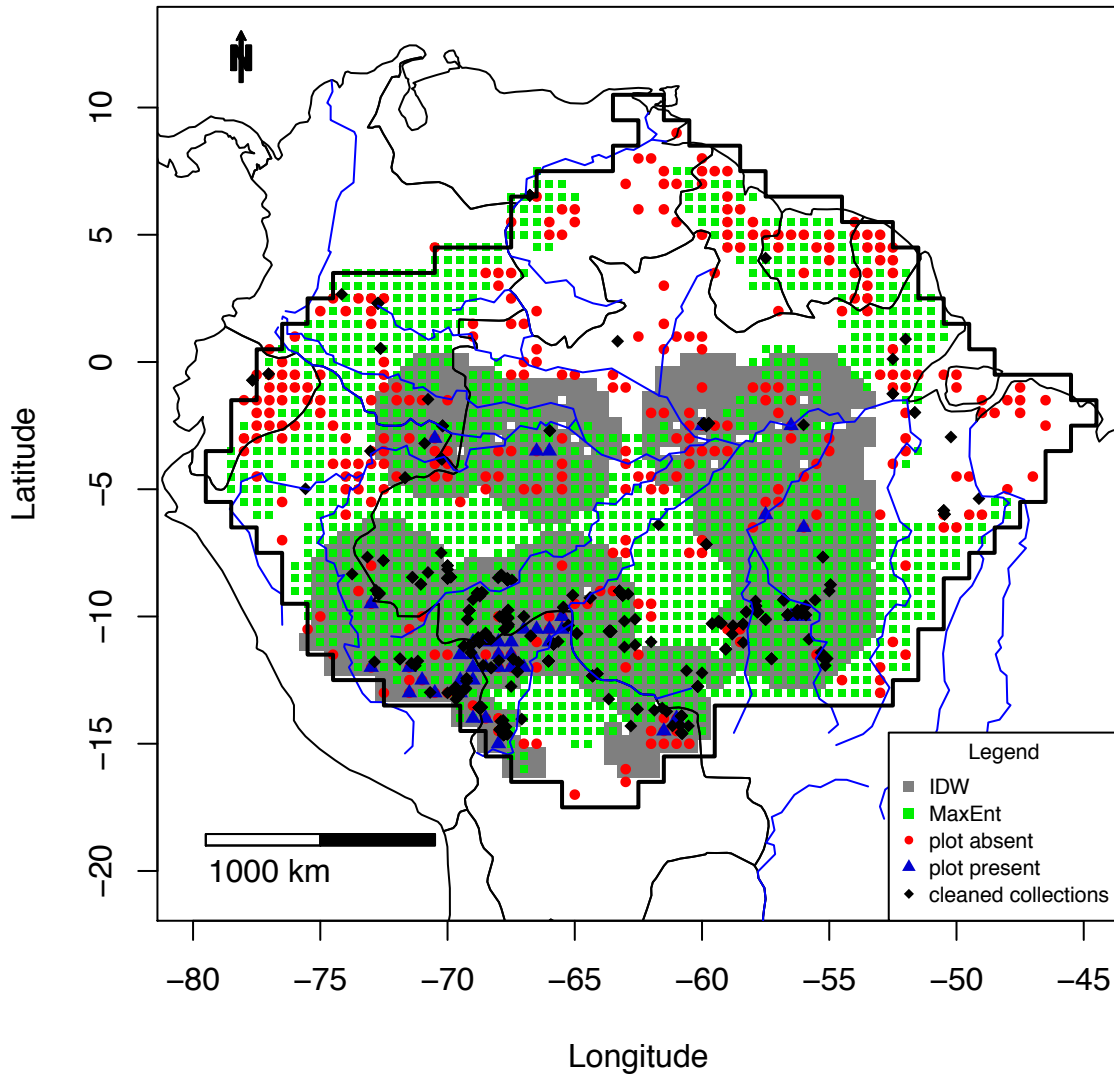 N
Latitude
10
5
0
−5
−10
−15
−20
1000 km
Legend
IDW
MaxEnt
plot absent
plot present
cleaned collections
−80
−75
−70
−65
−60
−55
−50
−45
Longitude